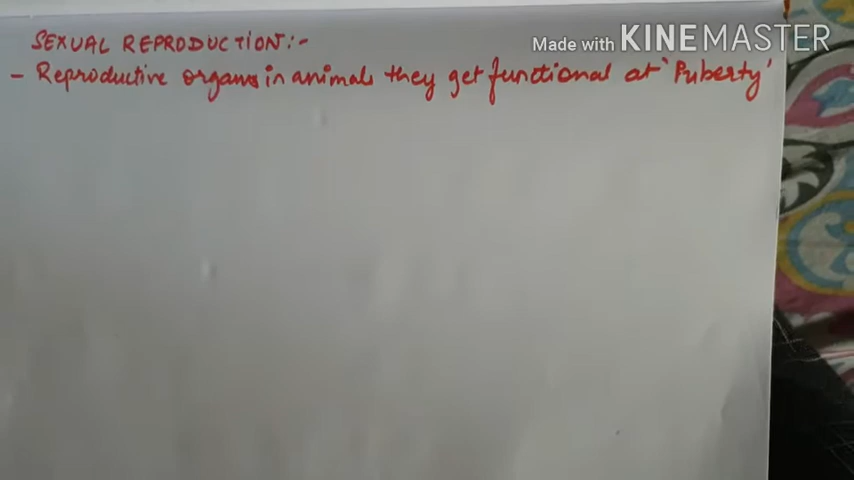 SEXUAL REPRODUCTION:-
Made with KINEMASTER
- Reproductive organs in animals they get functional at 'Puberty'